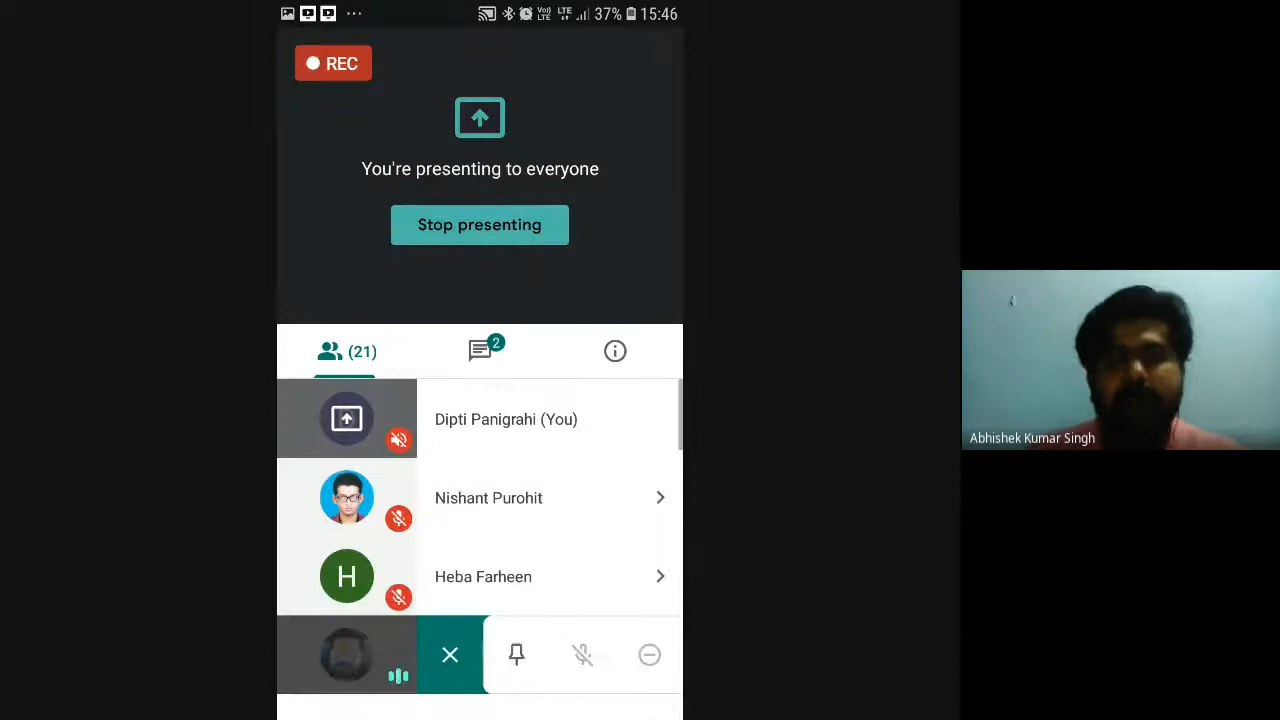 37% 15:46
REC
You're presenting to everyone
Stop presenting
(21)
2
Dipti Panigrahi (You)
Nishant Purohit
H
Heba Farheen
Abhishek Kumar Singh